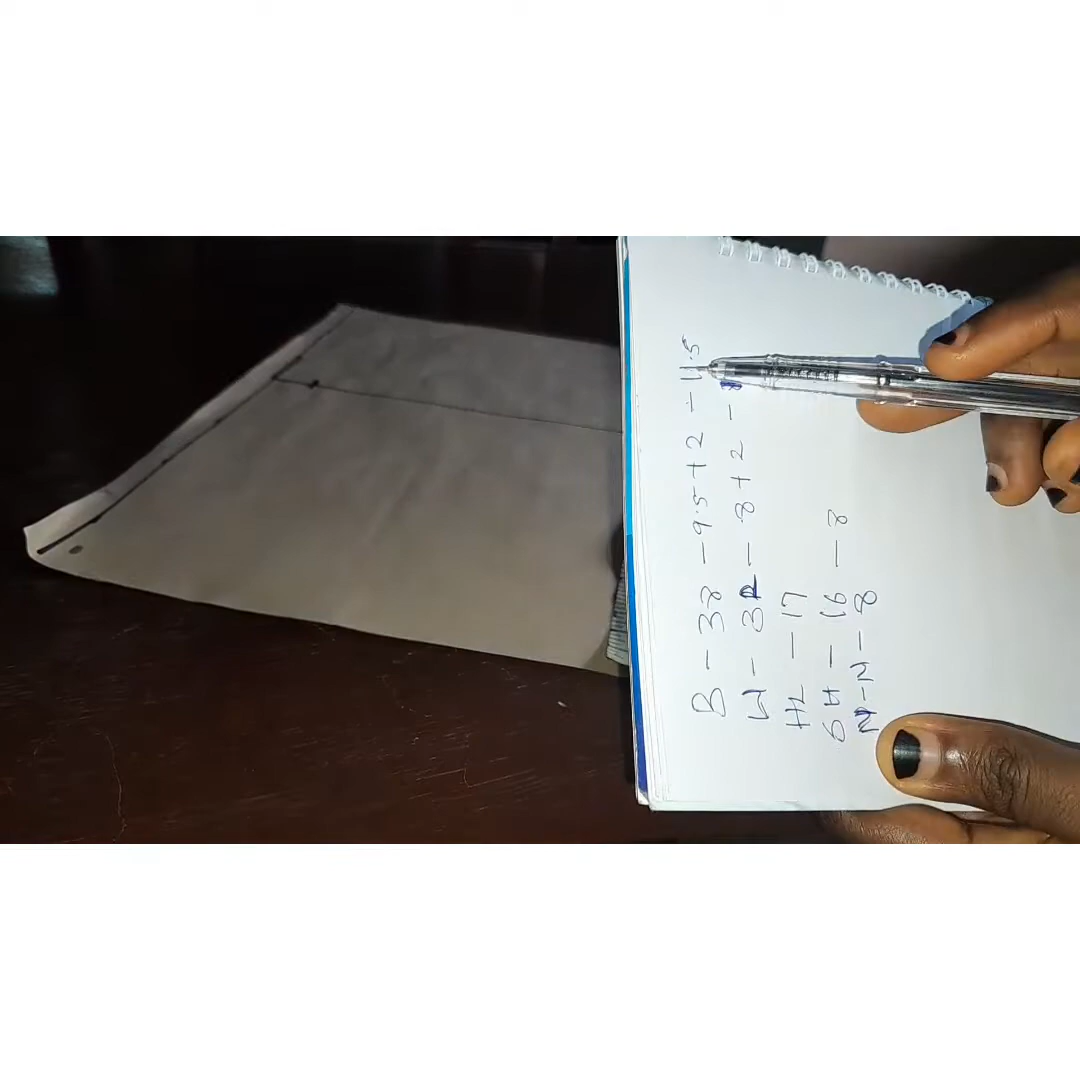 B - 38 - 9.5 + 2 - 11.5
W - 32 - 8 + 2 -
HL - 17
SH - 16 - 8
N-N - 8